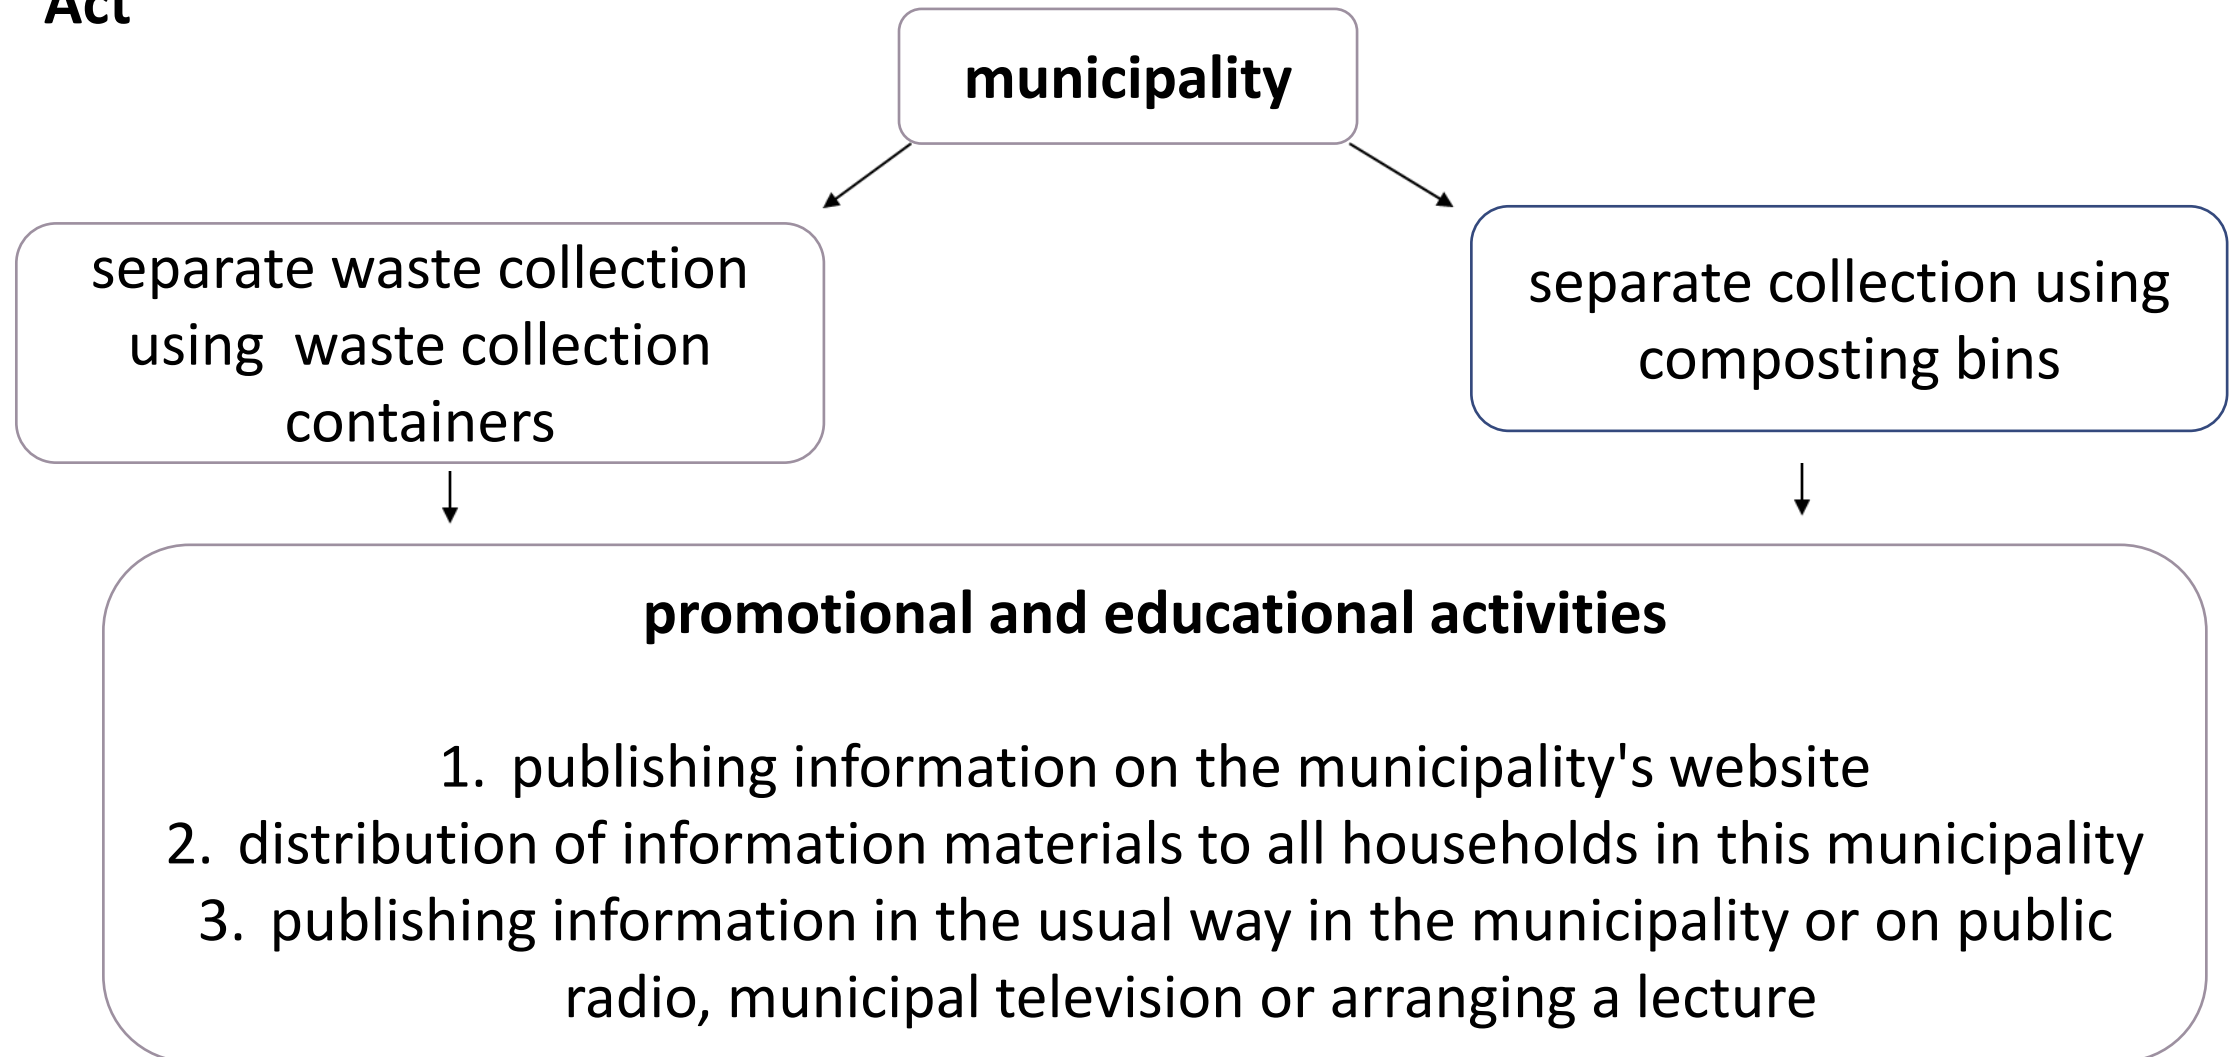 Act
municipality
separate waste collection
using  waste collection
containers
separate collection using
composting bins
promotional and educational activities
1. publishing information on the municipality's website
2. distribution of information materials to all households in this municipality
3. publishing information in the usual way in the municipality or on public
radio, municipal television or arranging a lecture